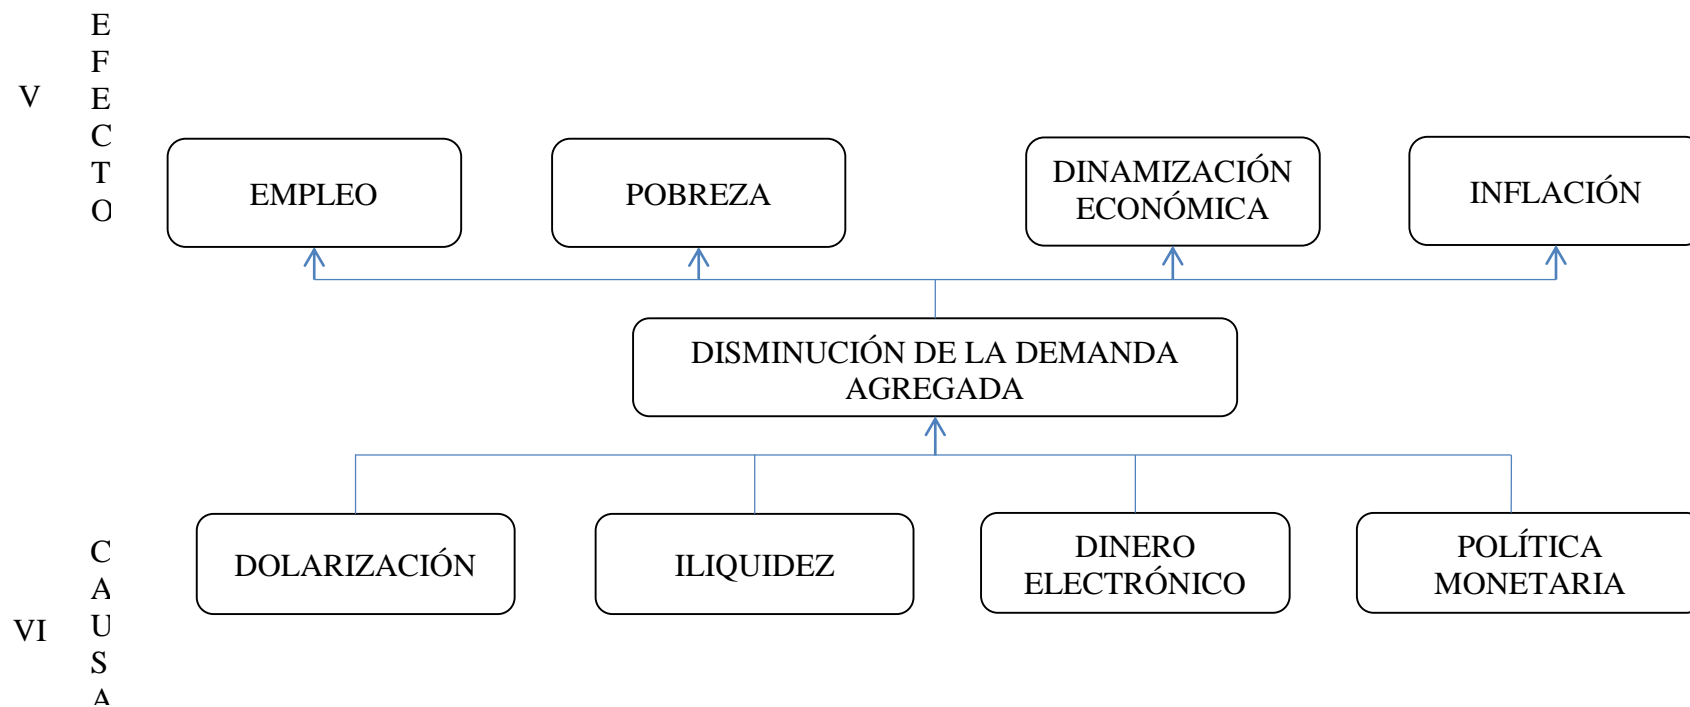 V
E
F
E
C
T
O
EMPLEO
POBREZA
DINAMIZACIÓN
ECONÓMICA
INFLACIÓN
DISMINUCIÓN DE LA DEMANDA
AGREGADA
VI
C
A
U
S
A
DOLARIZACIÓN
ILIQUIDEZ
DINERO
ELECTRÓNICO
POLÍTICA
MONETARIA